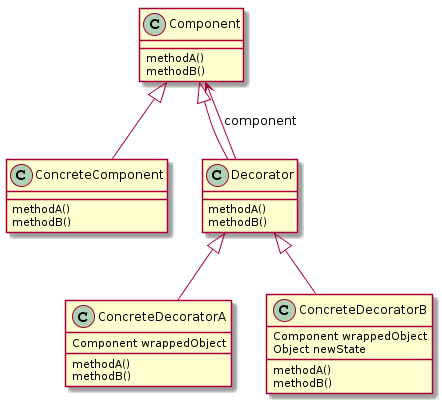 C Component
methodA()
methodB()
component
C ConcreteComponent
methodA()
methodB()
C Decorator
methodA()
methodB()
C ConcreteDecoratorA
Component wrappedObject
methodA()
methodB()
C ConcreteDecoratorB
Component wrappedObject
Object newState
methodA()
methodB()